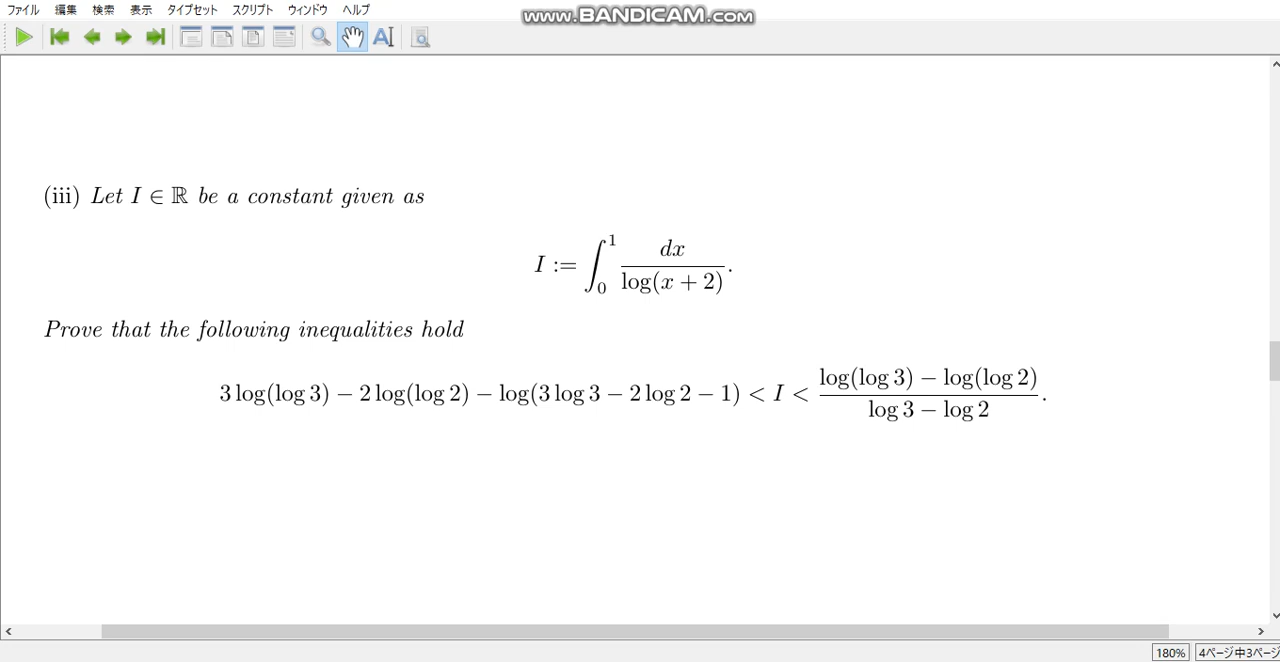 ファイル 編集 検索 表示 タイプセット スクリプト ウィンドウ ヘルプ
www.BANDICAM.com
(iii) Let I ∈ ℝ be a constant given as
I := ∫₀¹ dx / log(x + 2).
Prove that the following inequalities hold
3 log(log 3) − 2 log(log 2) − log(3 log 3 − 2 log 2 − 1) < I < (log(log 3) − log(log 2)) / (log 3 − log 2).
180% 4ページ中3ページ